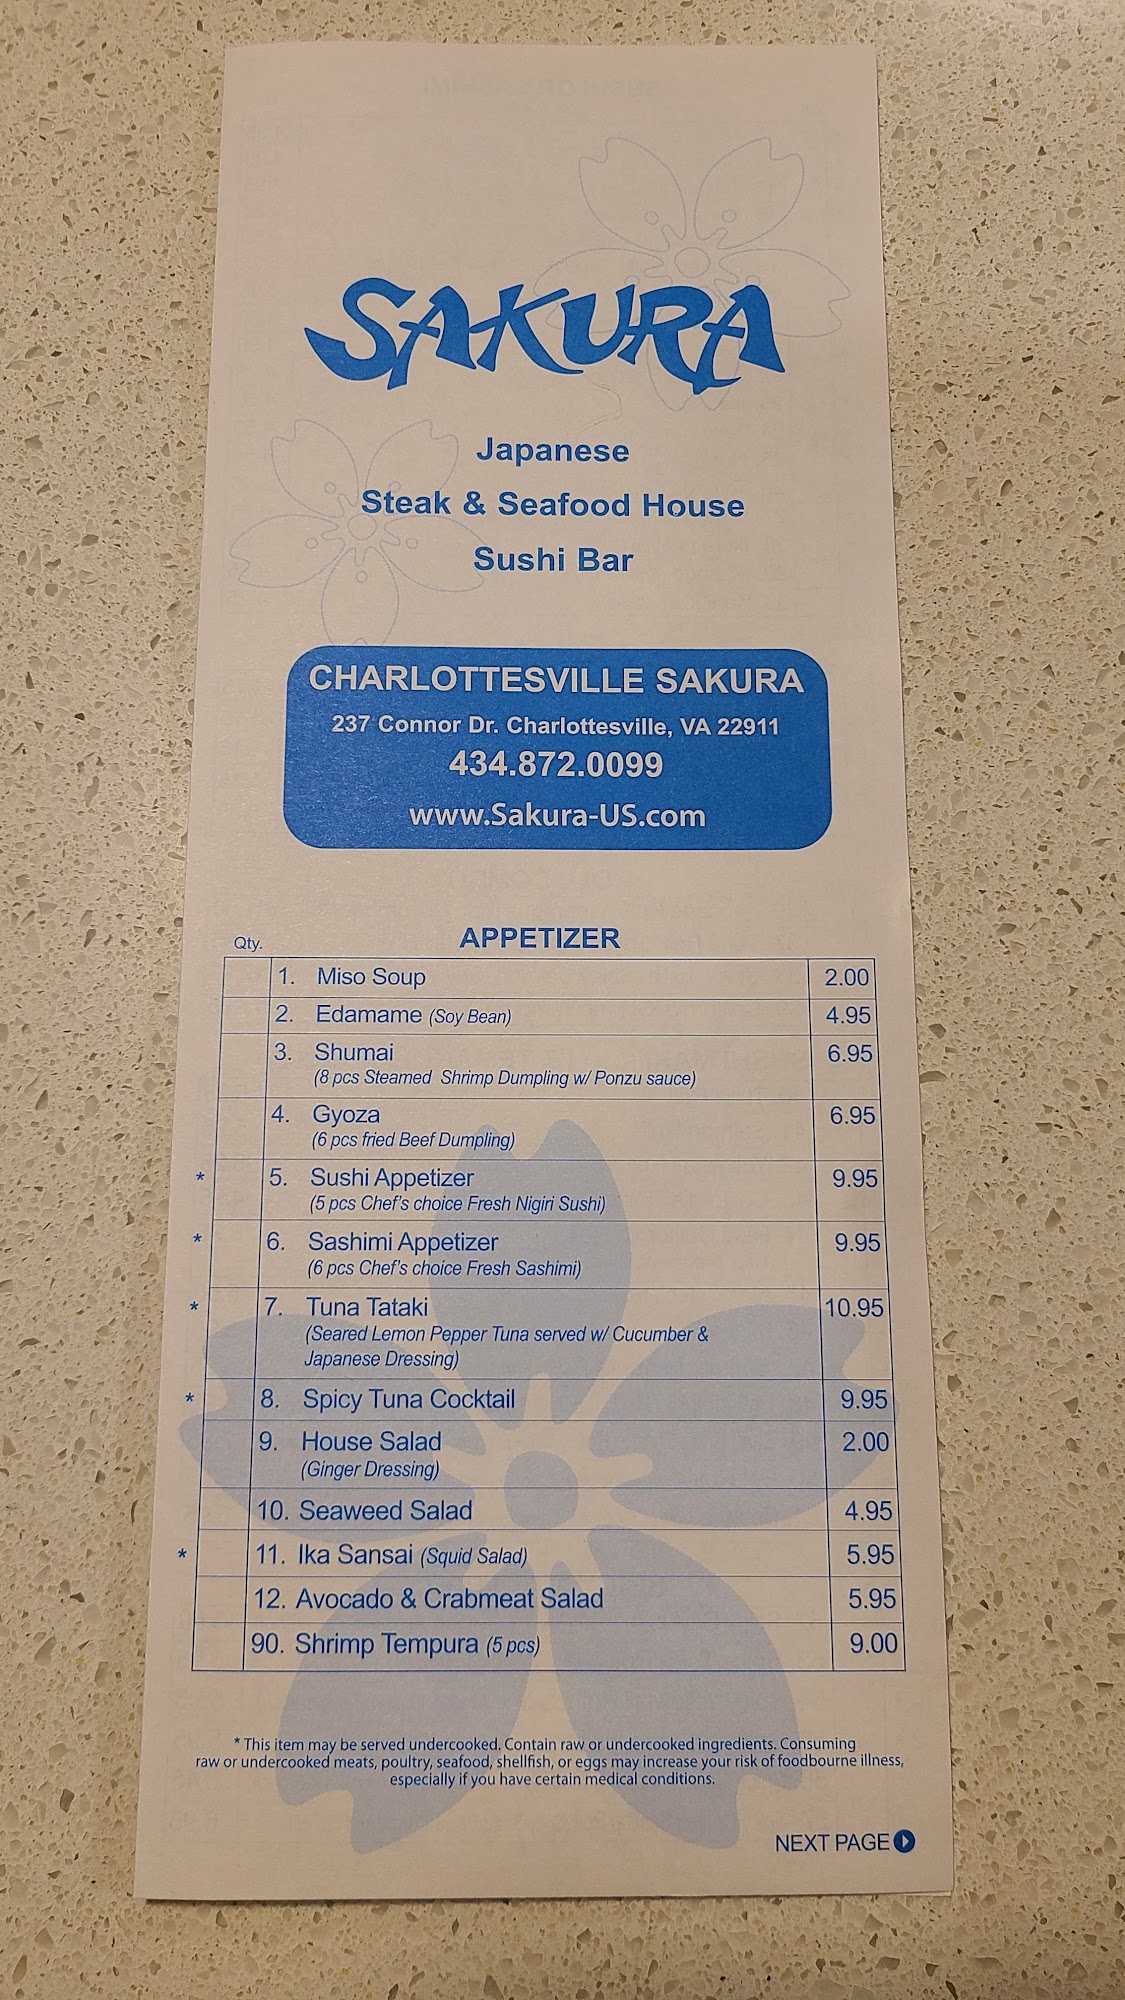 SAKURA
Japanese
Steak & Seafood House
Sushi Bar
CHARLOTTESVILLE SAKURA
237 Connor Dr. Charlottesville, VA 22911
434.872.0099
www.Sakura-US.com
Qty. APPETIZER
1. Miso Soup 2.00
2. Edamame (Soy Bean) 4.95
3. Shumai 6.95
(8 pcs Steamed Shrimp Dumpling w/ Ponzu sauce)
4. Gyoza 6.95
(6 pcs fried Beef Dumpling)
* 5. Sushi Appetizer 9.95
(5 pcs Chef's choice Fresh Nigiri Sushi)
* 6. Sashimi Appetizer 9.95
(6 pcs Chef's choice Fresh Sashimi)
* 7. Tuna Tataki 10.95
(Seared Lemon Pepper Tuna served w/ Cucumber &
Japanese Dressing)
* 8. Spicy Tuna Cocktail 9.95
9. House Salad 2.00
(Ginger Dressing)
10. Seaweed Salad 4.95
* 11. Ika Sansai (Squid Salad) 5.95
12. Avocado & Crabmeat Salad 5.95
90. Shrimp Tempura (5 pcs) 9.00
* This item may be served undercooked. Contain raw or undercooked ingredients. Consuming
raw or undercooked meats, poultry, seafood, shellfish, or eggs may increase your risk of foodbourne illness,
especially if you have certain medical conditions.
NEXT PAGE